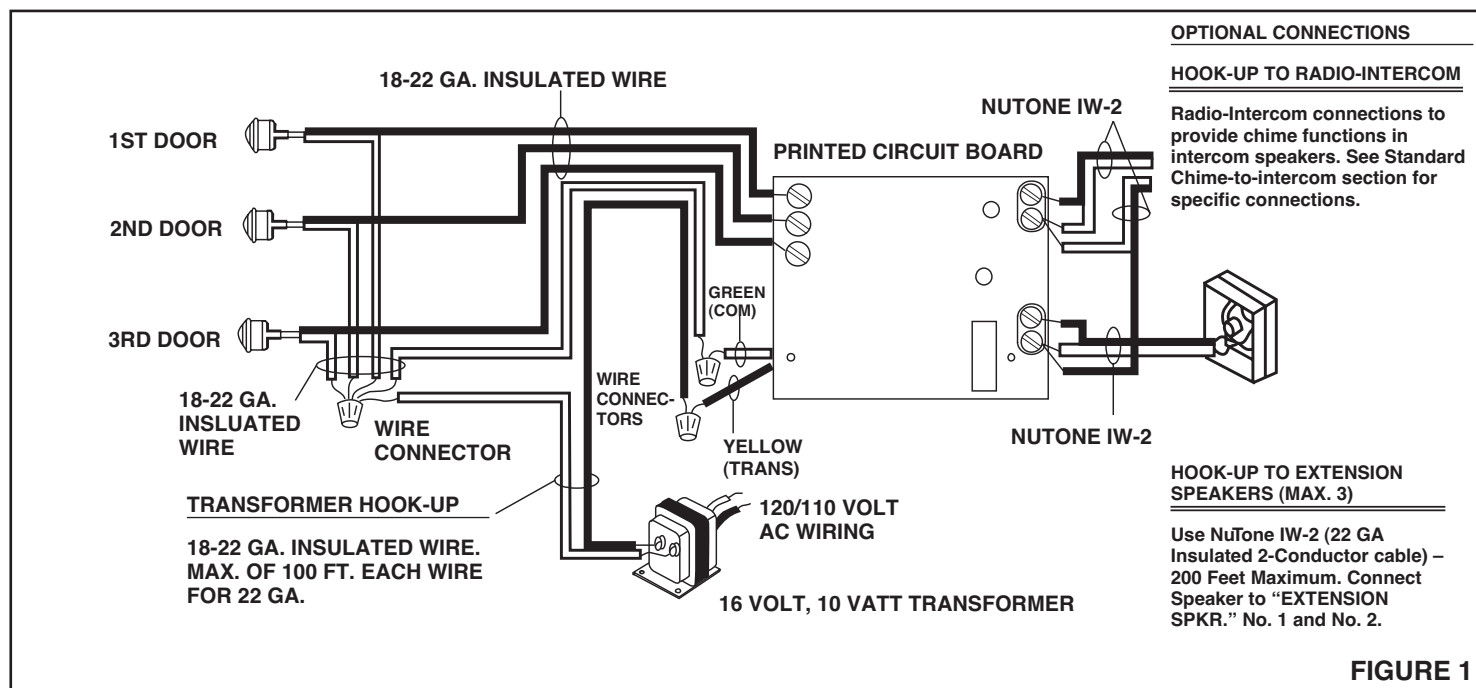 OPTIONAL CONNECTIONS
HOOK-UP TO RADIO-INTERCOM
Radio-Intercom connections to
provide chime functions in
intercom speakers. See Standard
Chime-to-intercom section for
specific connections.
18-22 GA. INSULATED WIRE
NUTONE IW-2
1ST DOOR
PRINTED CIRCUIT BOARD
2ND DOOR
3RD DOOR
GREEN
(COM)
18-22 GA.
INSLUATED
WIRE
WIRE
CONNECTOR
WIRE
CONNEC-
TORS
YELLOW
(TRANS)
NUTONE IW-2
TRANSFORMER HOOK-UP
18-22 GA. INSULATED WIRE.
MAX. OF 100 FT. EACH WIRE
FOR 22 GA.
120/110 VOLT
AC WIRING
16 VOLT, 10 VATT TRANSFORMER
HOOK-UP TO EXTENSION
SPEAKERS (MAX. 3)
Use NuTone IW-2 (22 GA
Insulated 2-Conductor cable) –
200 Feet Maximum. Connect
Speaker to “EXTENSION
SPKR.” No. 1 and No. 2.
FIGURE 1